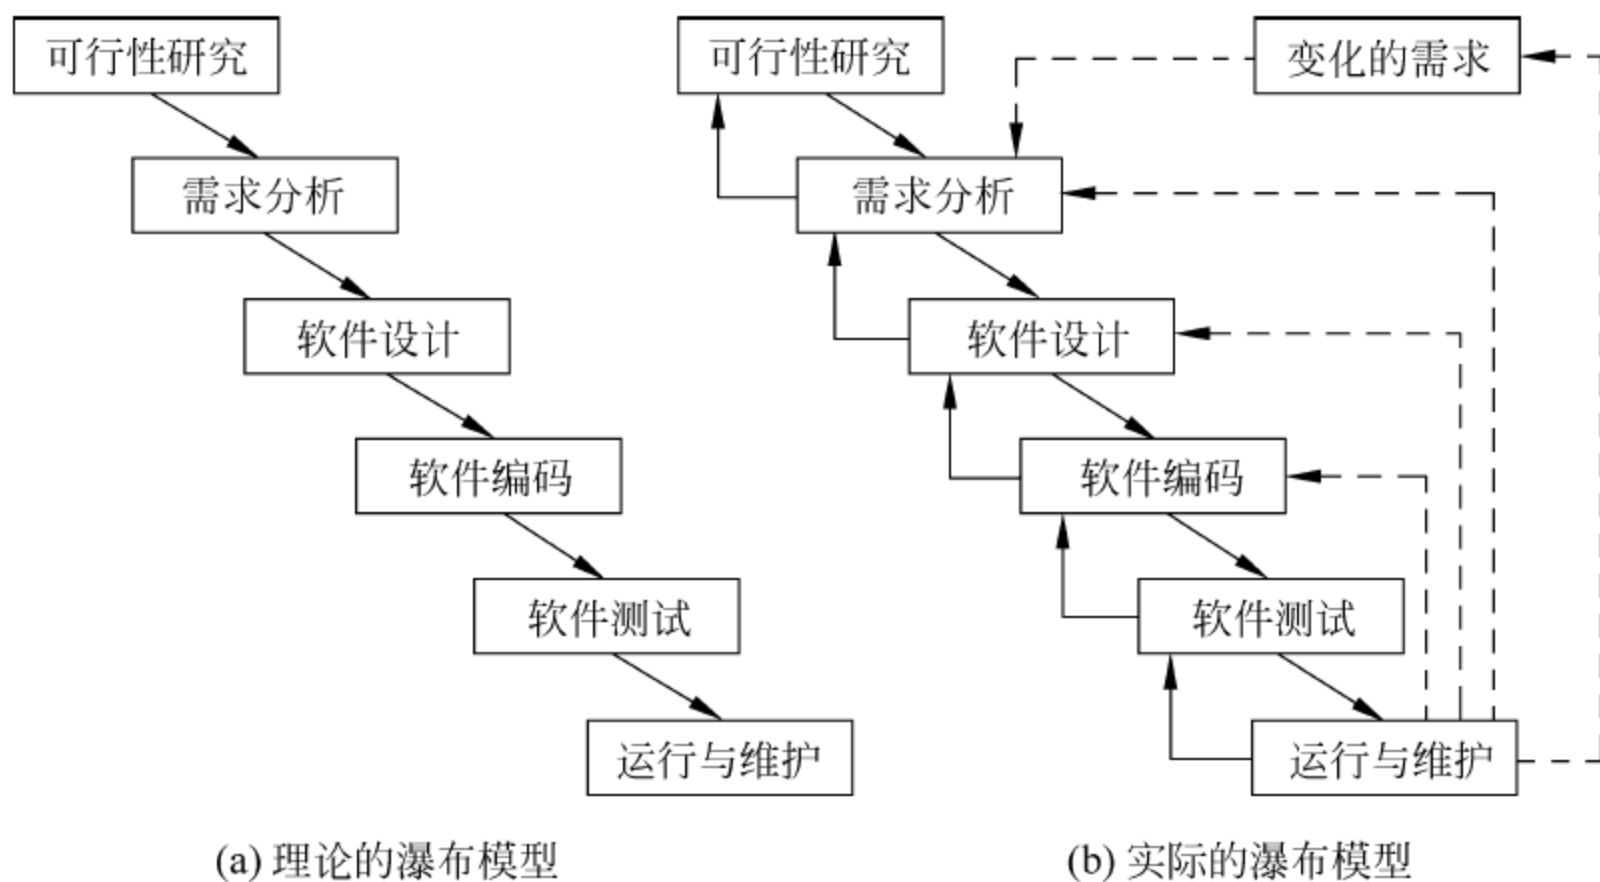 可行性研究
需求分析
软件设计
软件编码
软件测试
运行与维护
(a) 理论的瀑布模型
可行性研究
变化的需求
需求分析
软件设计
软件编码
软件测试
运行与维护
(b) 实际的瀑布模型